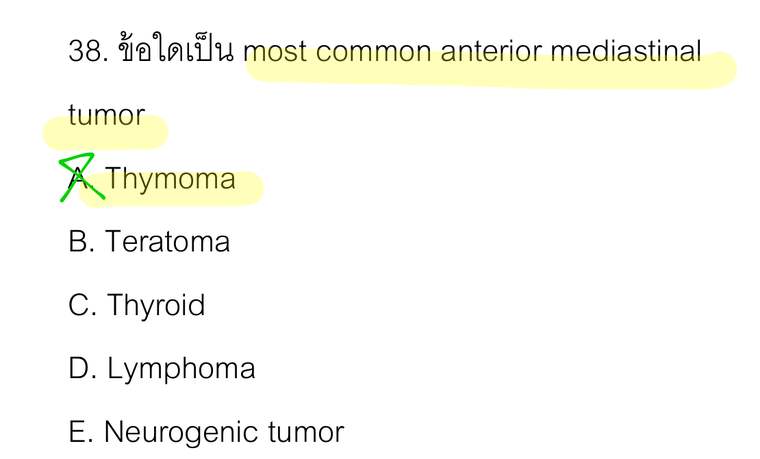 38. ข้อใดเป็น most common anterior mediastinal
tumor
A. Thymoma
B. Teratoma
C. Thyroid
D. Lymphoma
E. Neurogenic tumor